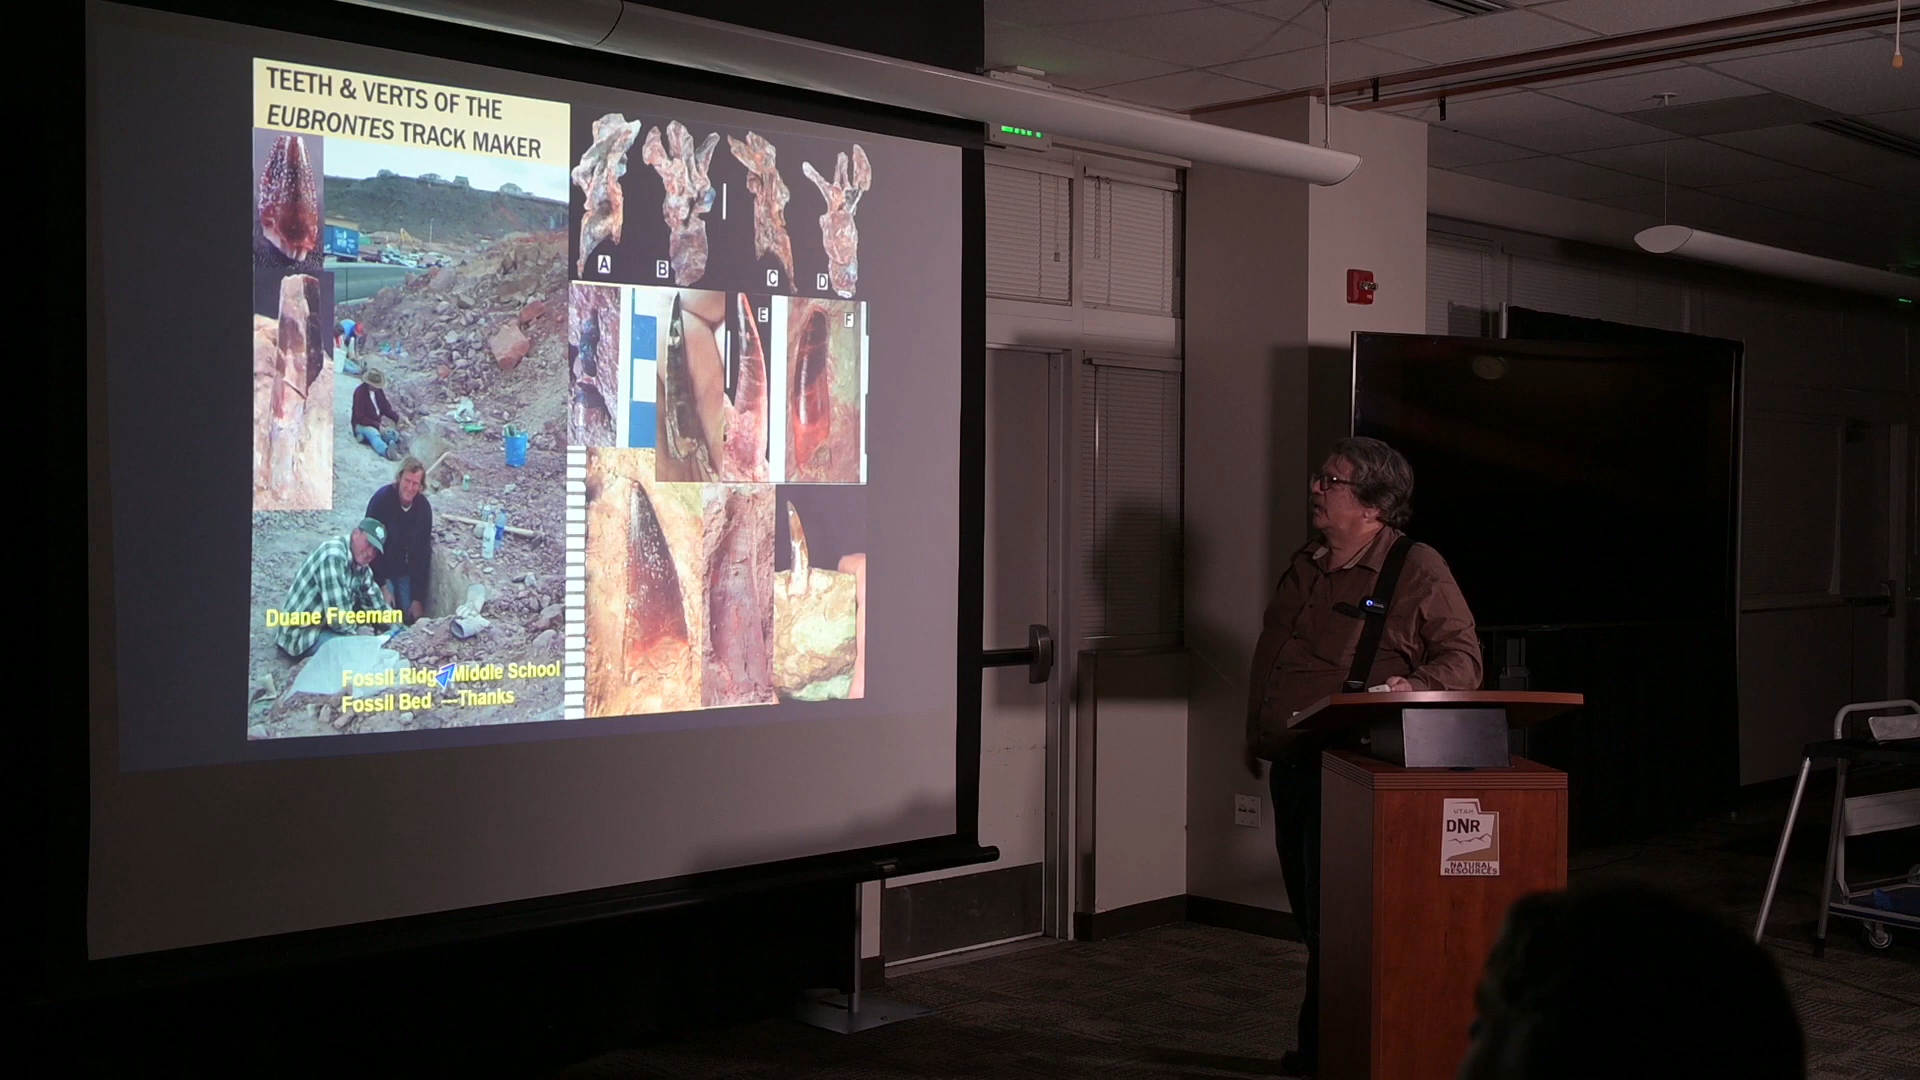 TEETH & VERTS OF THE
EUBRONTES TRACK MAKER
A
B
C
D
E
F
Duane Freeman
Fossil Ridge Middle School
Fossil Bed ---Thanks
UTAH
DNR
NATURAL
RESOURCES